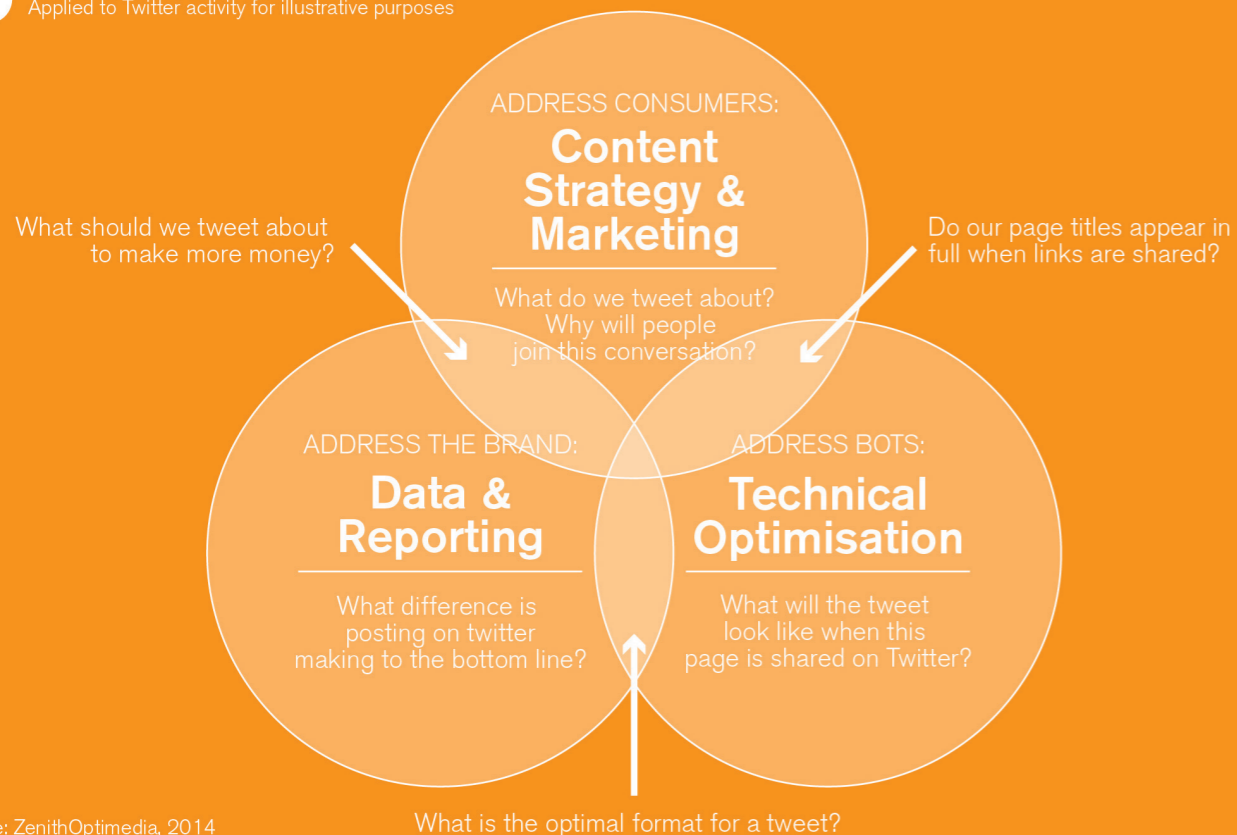 Applied to Twitter activity for illustrative purposes
ADDRESS CONSUMERS:
Content
Strategy &
Marketing
What do we tweet about?
Why will people
join this conversation?
What should we tweet about
to make more money?
Do our page titles appear in
full when links are shared?
ADDRESS THE BRAND:
Data &
Reporting
What difference is
posting on twitter
making to the bottom line?
ADDRESS BOTS:
Technical
Optimisation
What will the tweet
look like when this
page is shared on Twitter?
What is the optimal format for a tweet?
ZenithOptimedia, 2014